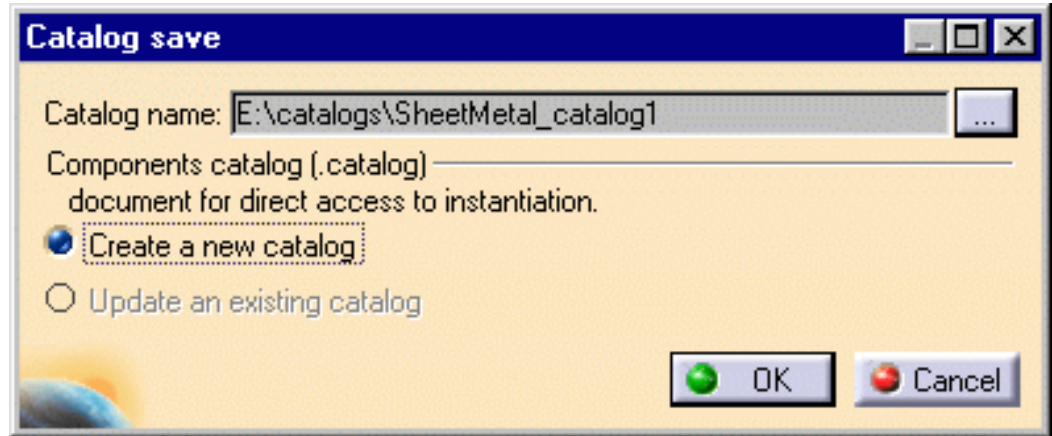 Catalog save
Catalog name: E:\catalogs\SheetMetal_catalog1 ...
Components catalog (.catalog)
document for direct access to instantiation.
Create a new catalog
Update an existing catalog
OK Cancel